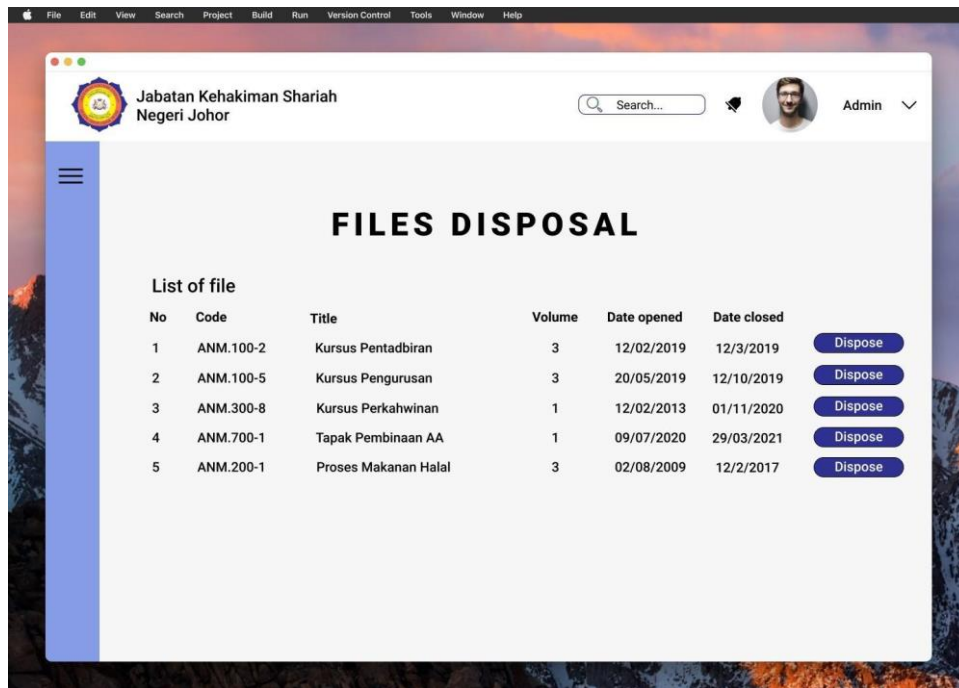 File Edit View Search Project Build Run Version Control Tools Window Help
Jabatan Kehakiman Shariah
Negeri Johor
Search...
Admin
FILES DISPOSAL
List of file
No Code Title Volume Date opened Date closed
1 ANM.100-2 Kursus Pentadbiran 3 12/02/2019 12/3/2019 Dispose
2 ANM.100-5 Kursus Pengurusan 3 20/05/2019 12/10/2019 Dispose
3 ANM.300-8 Kursus Perkahwinan 1 12/02/2013 01/11/2020 Dispose
4 ANM.700-1 Tapak Pembinaan AA 1 09/07/2020 29/03/2021 Dispose
5 ANM.200-1 Proses Makanan Halal 3 02/08/2009 12/2/2017 Dispose